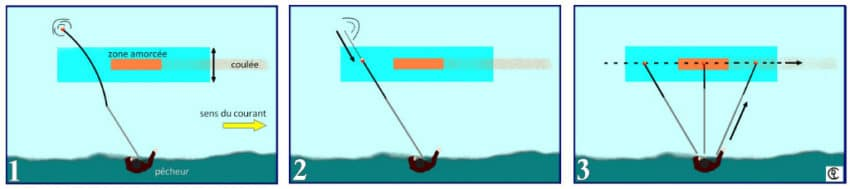 zone amorcée
coulée
sens du courant
pêcheur
1
2
3